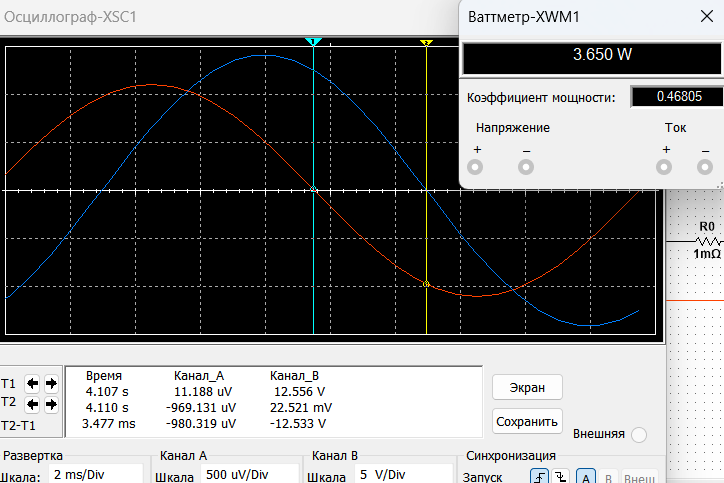 Осциллограф-XSC1
Ваттметр-XWM1
3.650 W
Коэффициент мощности: 0.46805
Напряжение Ток
+ − + −
1 2
R0
1mΩ
Время Канал_A Канал_B
T1 4.107 s 11.188 uV 12.556 V
T2 4.110 s -969.131 uV 22.521 mV
T2-T1 3.477 ms -980.319 uV -12.533 V
Экран
Сохранить
Внешняя
Развертка Канал A Канал B Синхронизация
Шкала: 2 ms/Div Шкала 500 uV/Div Шкала 5 V/Div Запуск A B Внеш